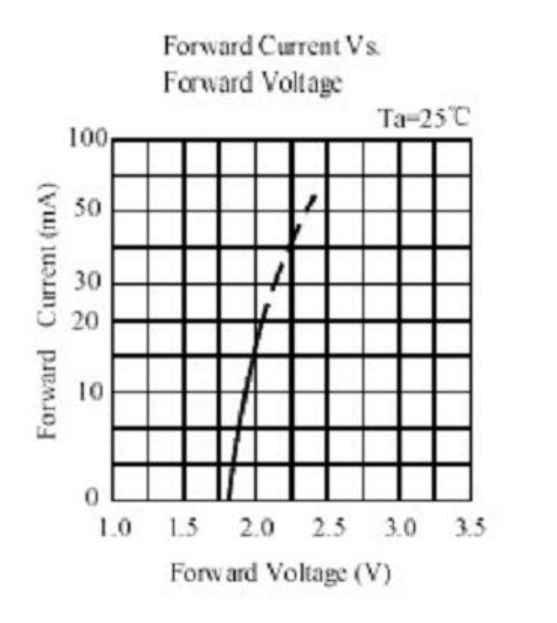 Forward Current Vs.
Forward Voltage
Ta=25℃
Forward Current (mA)
100
50
30
20
10
0
1.0 1.5 2.0 2.5 3.0 3.5
Forward Voltage (V)